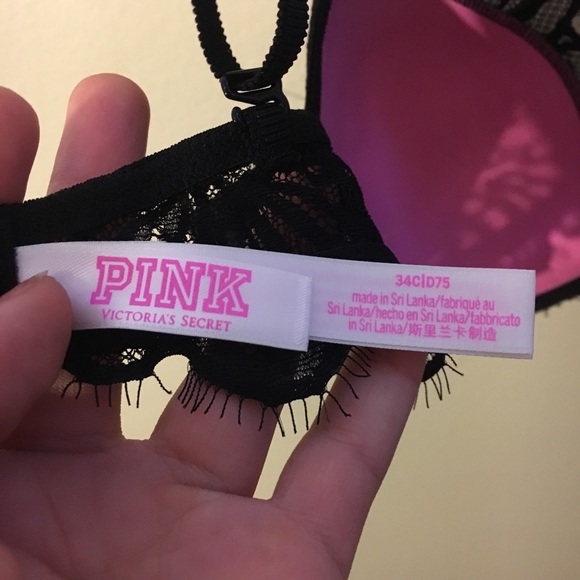 PINK
VICTORIA'S SECRET
34C|D75
made in Sri Lanka/fabriqué au
Sri Lanka/hecho en Sri Lanka/fabbricato
in Sri Lanka/斯里兰卡制造